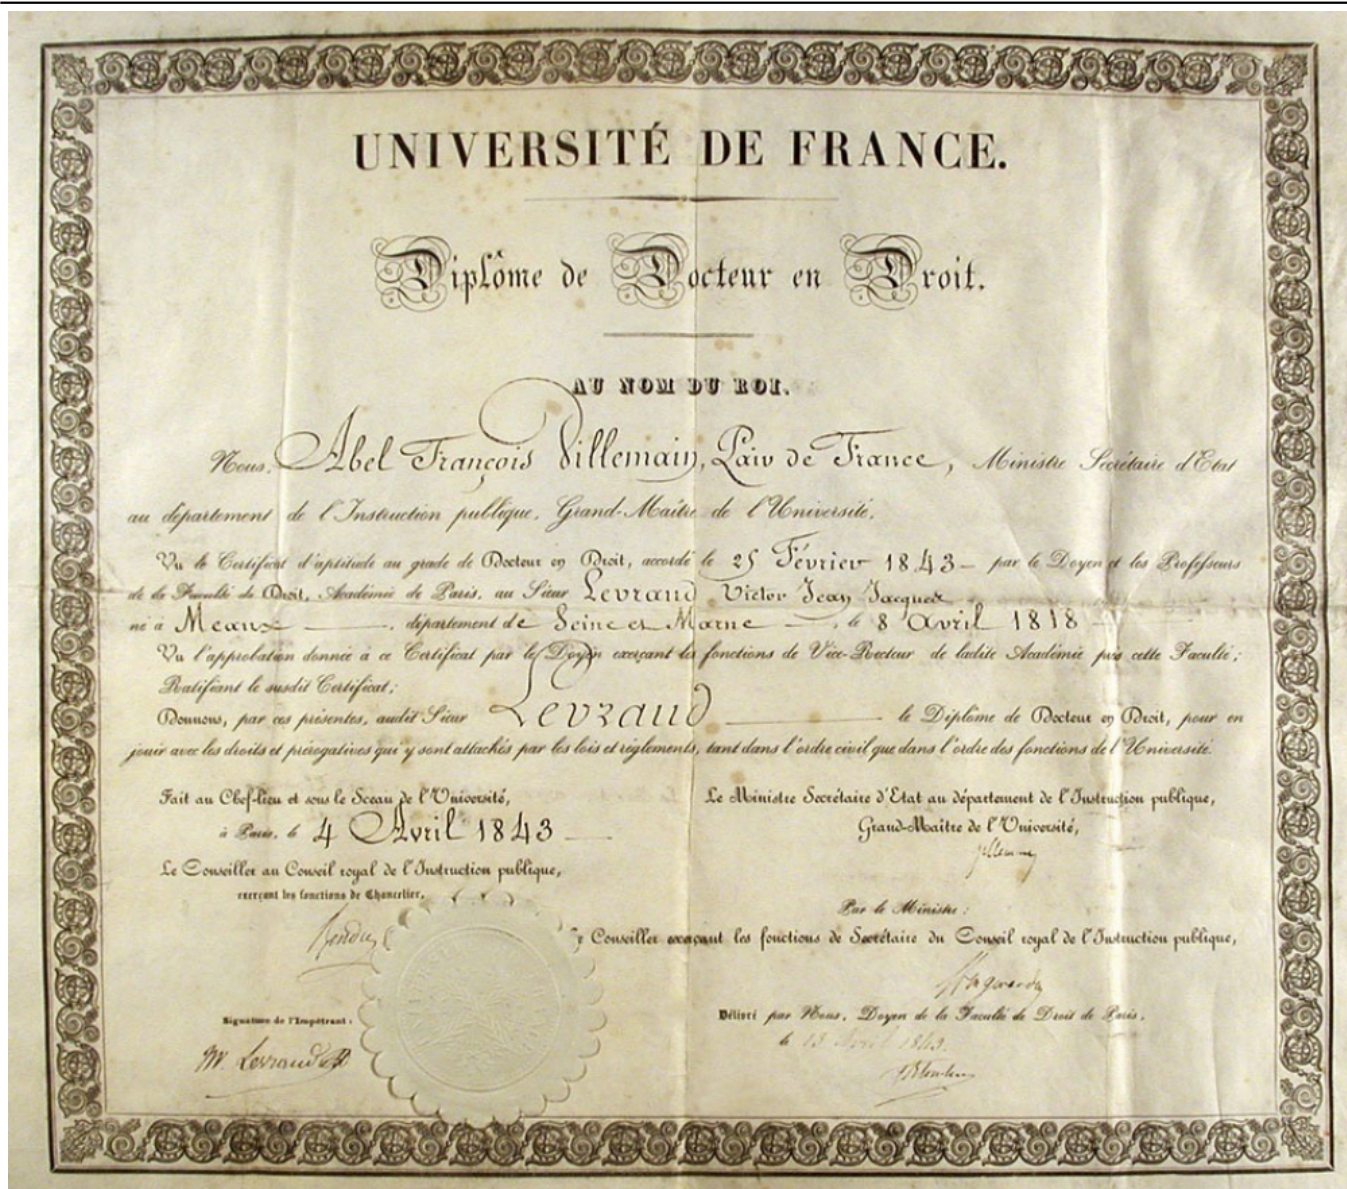 UNIVERSITÉ DE FRANCE.
Diplôme de Docteur en Droit.
AU NOM DU ROI.
Nous, Abel François Villemain, Pair de France, Ministre Secrétaire d'Etat
au département de l'Instruction publique, Grand-Maître de l'Université,
Vu le Certificat d'aptitude au grade de Docteur en Droit, accordé le 25 Février 1843 – par le Doyen et les Professeurs
de la Faculté de Droit, Académie de Paris, au Sieur Levraud Victor Jean Jacques
né à Meaux – , département de Seine et Marne – , le 8 Avril 1818
Vu l'approbation donnée à ce Certificat par le Doyen exerçant les fonctions de Vice-Recteur de ladite Académie près cette Faculté ;
Ratifiant le susdit Certificat ;
Donnons, par ces présentes, audit Sieur Levraud – le Diplôme de Docteur en Droit, pour en
jouir avec les droits et prérogatives qui y sont attachés par les lois et réglements, tant dans l'ordre civil que dans l'ordre des fonctions de l'Université.
Fait au Chef-lieu et sous le Sceau de l'Université,
à Paris, le 4 Avril 1843 –
Le Conseiller au Conseil royal de l'Instruction publique,
exerçant les fonctions de Chancelier,
Rendu
Signature de l'Impétrant :
Levraud
Le Ministre Secrétaire d'Etat au département de l'Instruction publique,
Grand-Maître de l'Université,
Villemain
Par le Ministre :
Conseiller exerçant les fonctions de Secrétaire du Conseil royal de l'Instruction publique,
Délivré par Nous, Doyen de la Faculté de Droit de Paris,
le 13 Avril 1843.